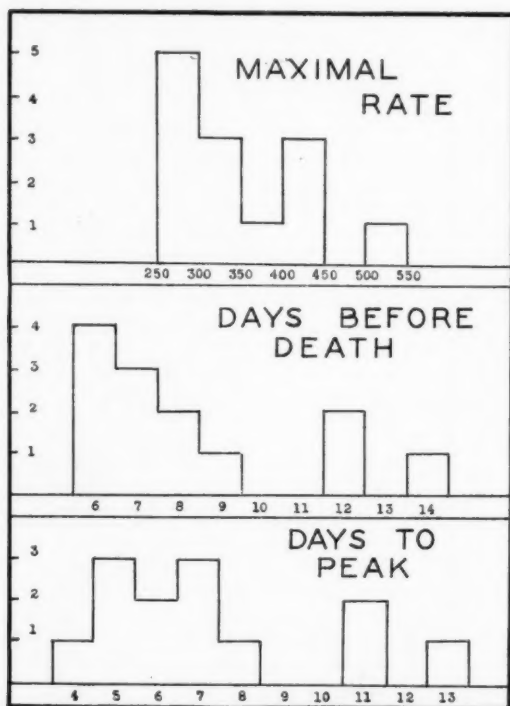 MAXIMAL
RATE
5
4
3
2
1
250 300 350 400 450 500 550
DAYS BEFORE
DEATH
4
3
2
1
6 7 8 9 10 11 12 13 14
DAYS TO
PEAK
3
2
1
4 5 6 7 8 9 10 11 12 13